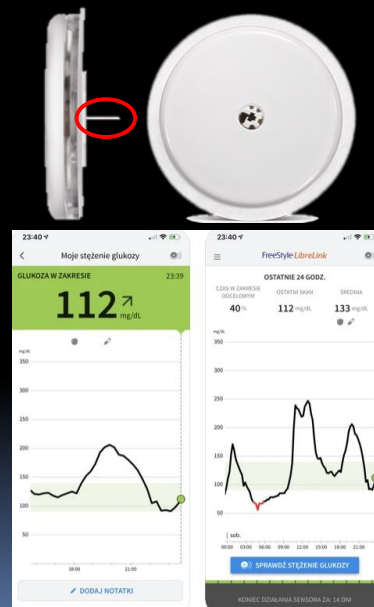 23:40
Moje stężenie glukozy
GLUKOZA W ZAKRESIE 23:39
112 mg/dL
mg/dL
350
300
250
200
150
100
50
18:00 21:00
DODAJ NOTATKI
23:40
FreeStyle LibreLink
OSTATNIE 24 GODZ.
CZAS W ZAKRESIE DOCELOWYM
40 %
OSTATNI SKAN
112 mg/dL
ŚREDNIA
133 mg/dL
mg/dL
350
300
250
200
150
100
50
sob.
00:00 03:00 06:00 09:00 12:00 15:00 18:00 21:00
SPRAWDŹ STĘŻENIE GLUKOZY
KONIEC DZIAŁANIA SENSORA ZA: 14 DNI